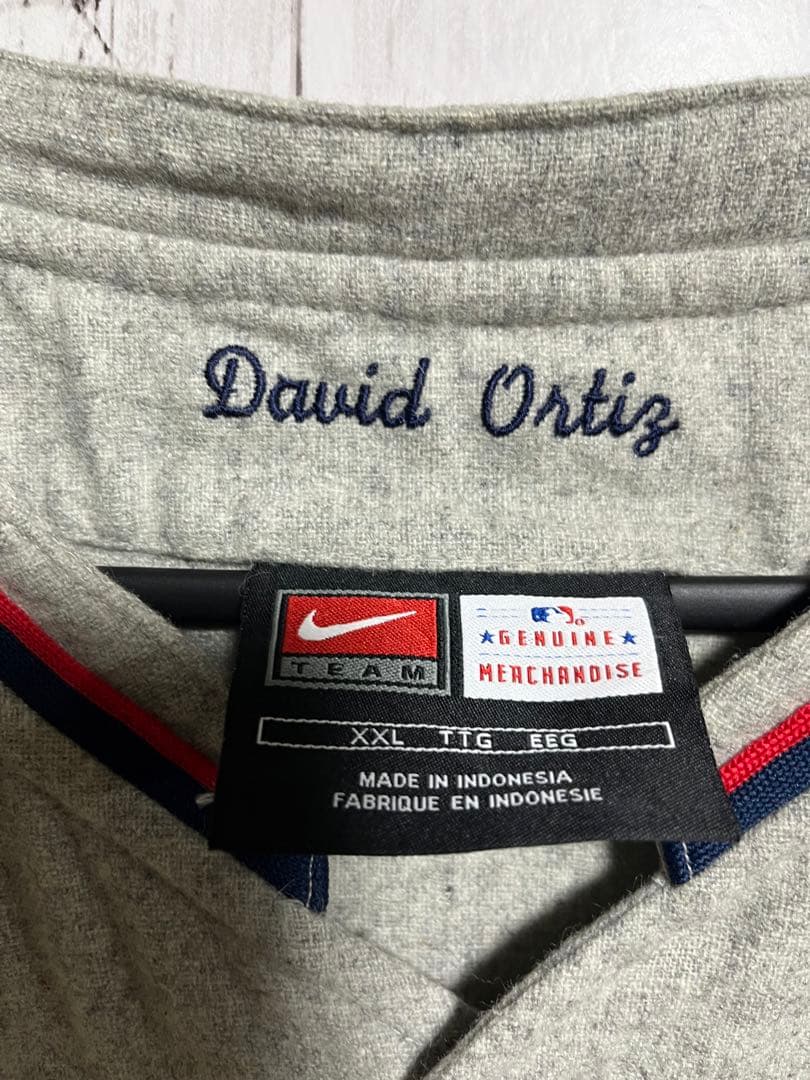 David Ortiz
TEAM
GENUINE
MERCHANDISE
XXL TTG EEG
MADE IN INDONESIA
FABRIQUE EN INDONESIE